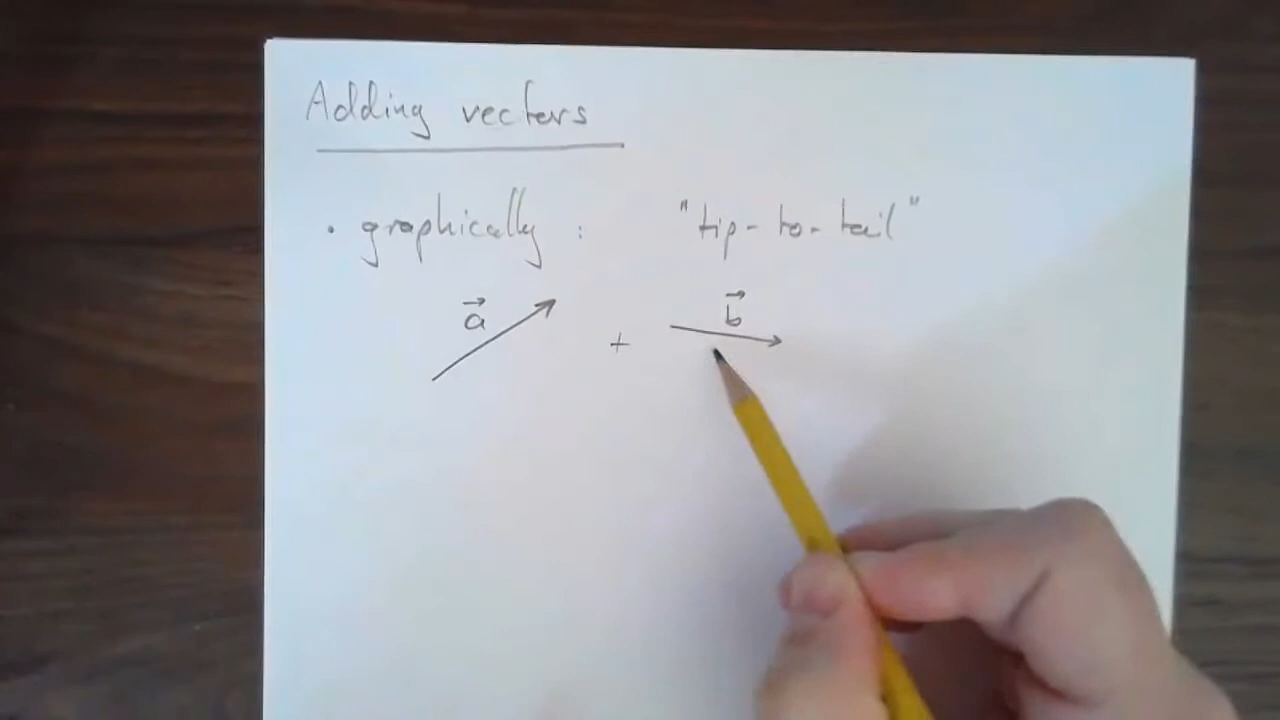 Adding vectors
• graphically : "tip-to-tail"
a⃗ + b⃗